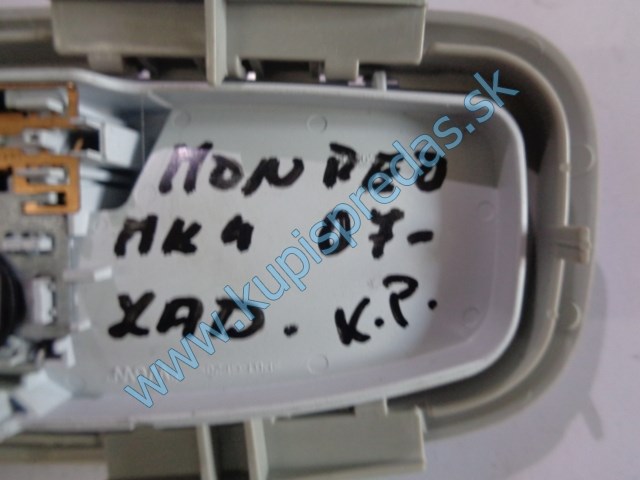 MONDEO
MK4 07-
ZAD. K.P.
www.kupispredas.sk